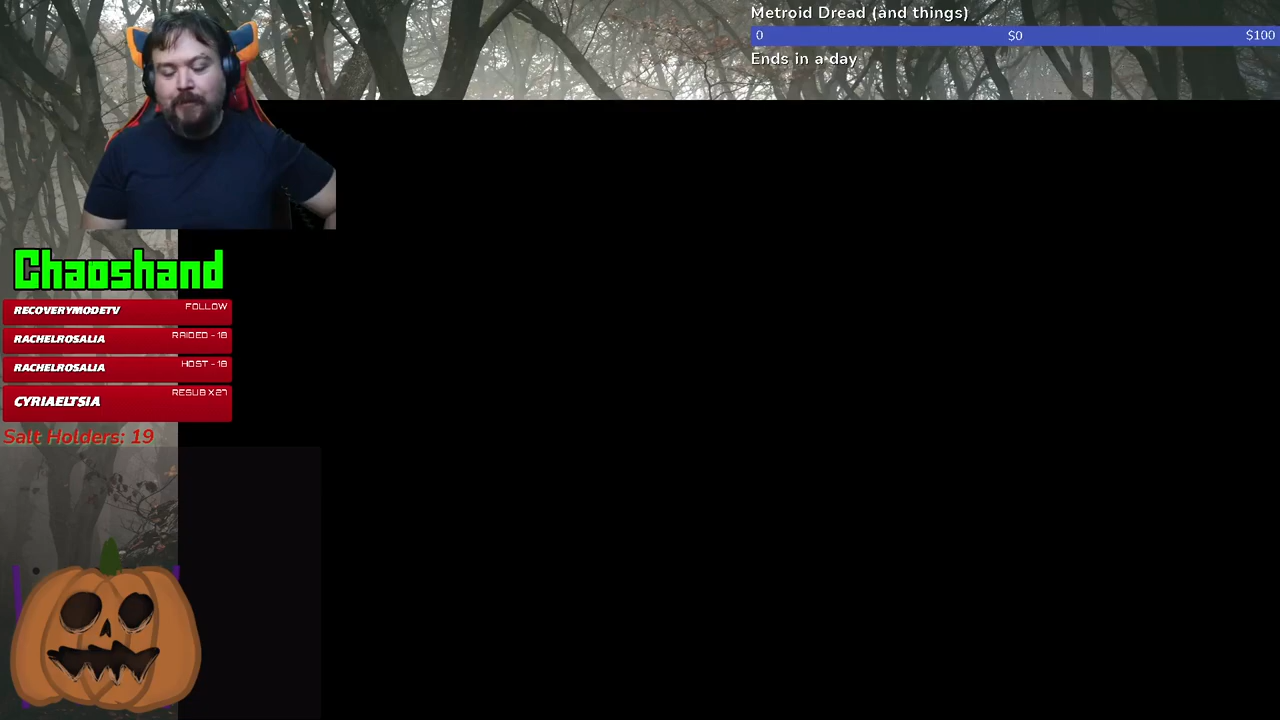 Metroid Dread (and things)
0 $0 $100
Ends in a day
Chaoshand
RECOVERYMODETV FOLLOW
RACHELROSALIA RAIDED - 18
RACHELROSALIA HOST - 18
CYRIAELTSIA RESUB X27
Salt Holders: 19